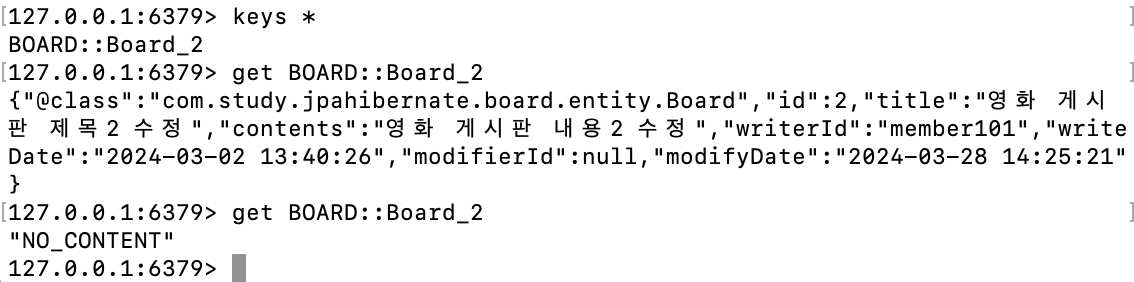 [127.0.0.1:6379> keys * ]
BOARD::Board_2
[127.0.0.1:6379> get BOARD::Board_2 ]
{"@class":"com.study.jpahibernate.board.entity.Board","id":2,"title":"영화 게시
판 제목2 수정","contents":"영화 게시판 내용2 수정","writerId":"member101","write
Date":"2024-03-02 13:40:26","modifierId":null,"modifyDate":"2024-03-28 14:25:21"
}
[127.0.0.1:6379> get BOARD::Board_2 ]
"NO_CONTENT"
127.0.0.1:6379>